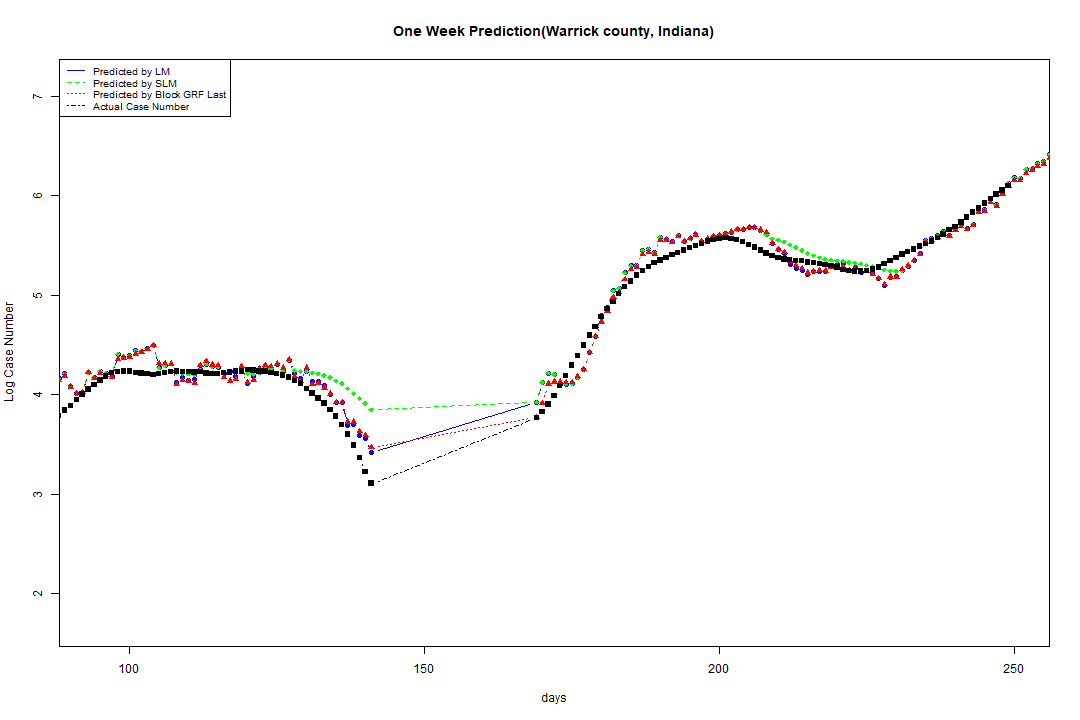 One Week Prediction(Warrick county, Indiana)
Predicted by LM
Predicted by SLM
Predicted by Block GRF Last
Actual Case Number
7
6
5
4
3
2
Log Case Number
100 150 200 250
days